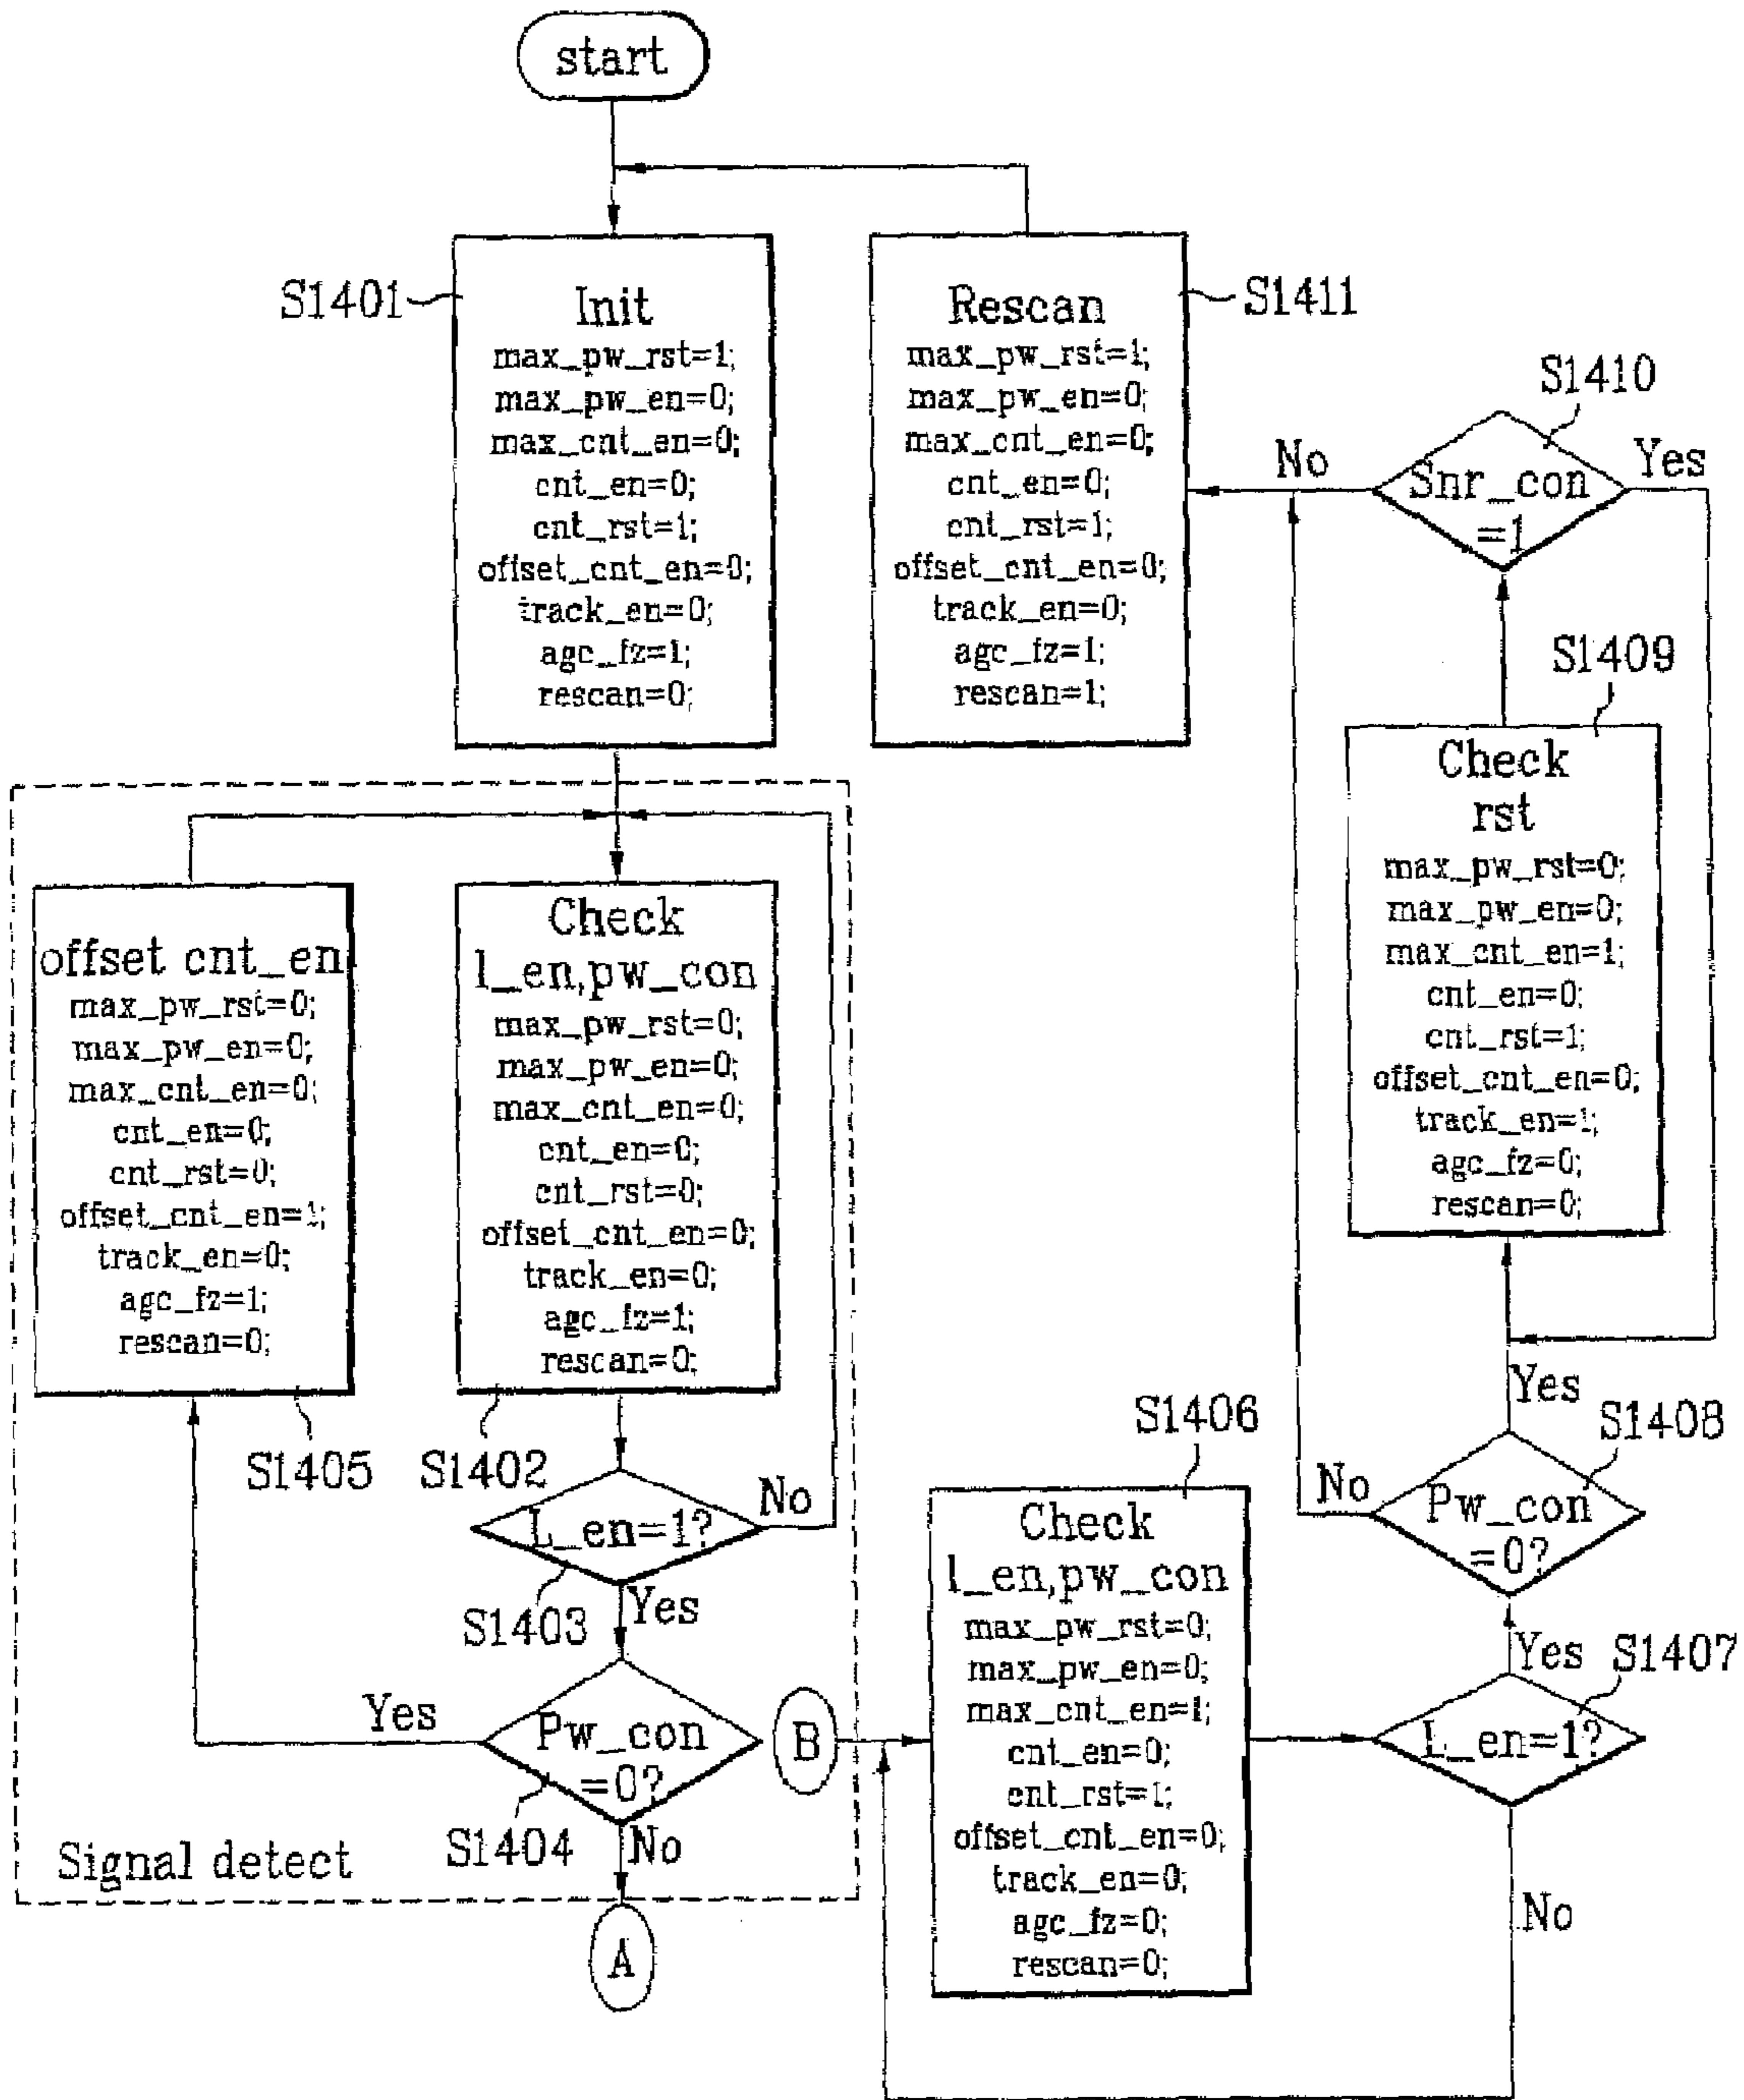 start
S1401
Init
max_pw_rst=1;
max_pw_en=0;
max_cnt_en=0;
cnt_en=0;
cnt_rst=1;
offset_cnt_en=0;
track_en=0;
agc_fz=1;
rescan=0;
Rescan
max_pw_rst=1;
max_pw_en=0;
max_cnt_en=0;
cnt_en=0;
cnt_rst=1;
offset_cnt_en=0;
track_en=0;
agc_fz=1;
rescan=1;
S1411
S1410
No
Snr_con
=1
Yes
S1409
Check
rst
max_pw_rst=0;
max_pw_en=0;
max_cnt_en=1;
cnt_en=0;
cnt_rst=1;
offset_cnt_en=0;
track_en=1;
agc_fz=0;
rescan=0;
offset cnt_en
max_pw_rst=0;
max_pw_en=0;
max_cnt_en=0;
cnt_en=0;
cnt_rst=0;
offset_cnt_en=1;
track_en=0;
agc_fz=1;
rescan=0;
S1405
Check
l_en,pw_con
max_pw_rst=0;
max_pw_en=0;
max_cnt_en=0;
cnt_en=0;
cnt_rst=0;
offset_cnt_en=0;
track_en=0;
agc_fz=1;
rescan=0;
S1402
L_en=1?
No
S1403
Yes
Yes
Pw_con
=0?
S1404
No
Signal detect
A
B
S1406
Check
l_en,pw_con
max_pw_rst=0;
max_pw_en=0;
max_cnt_en=1;
cnt_en=0;
cnt_rst=1;
offset_cnt_en=0;
track_en=0;
agc_fz=0;
rescan=0;
Yes
S1408
No
Pw_con
=0?
Yes
S1407
L_en=1?
No